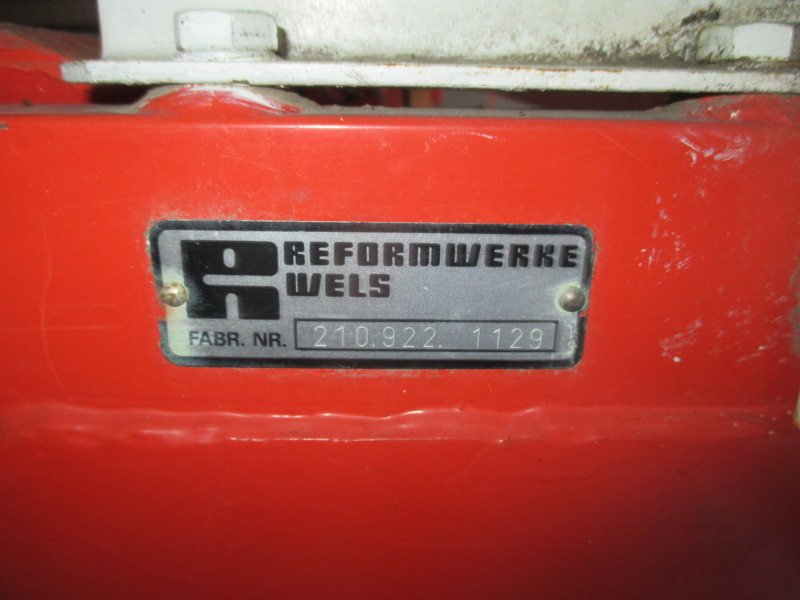 REFORMWERKE
WELS
FABR. NR. 210.922. 1129